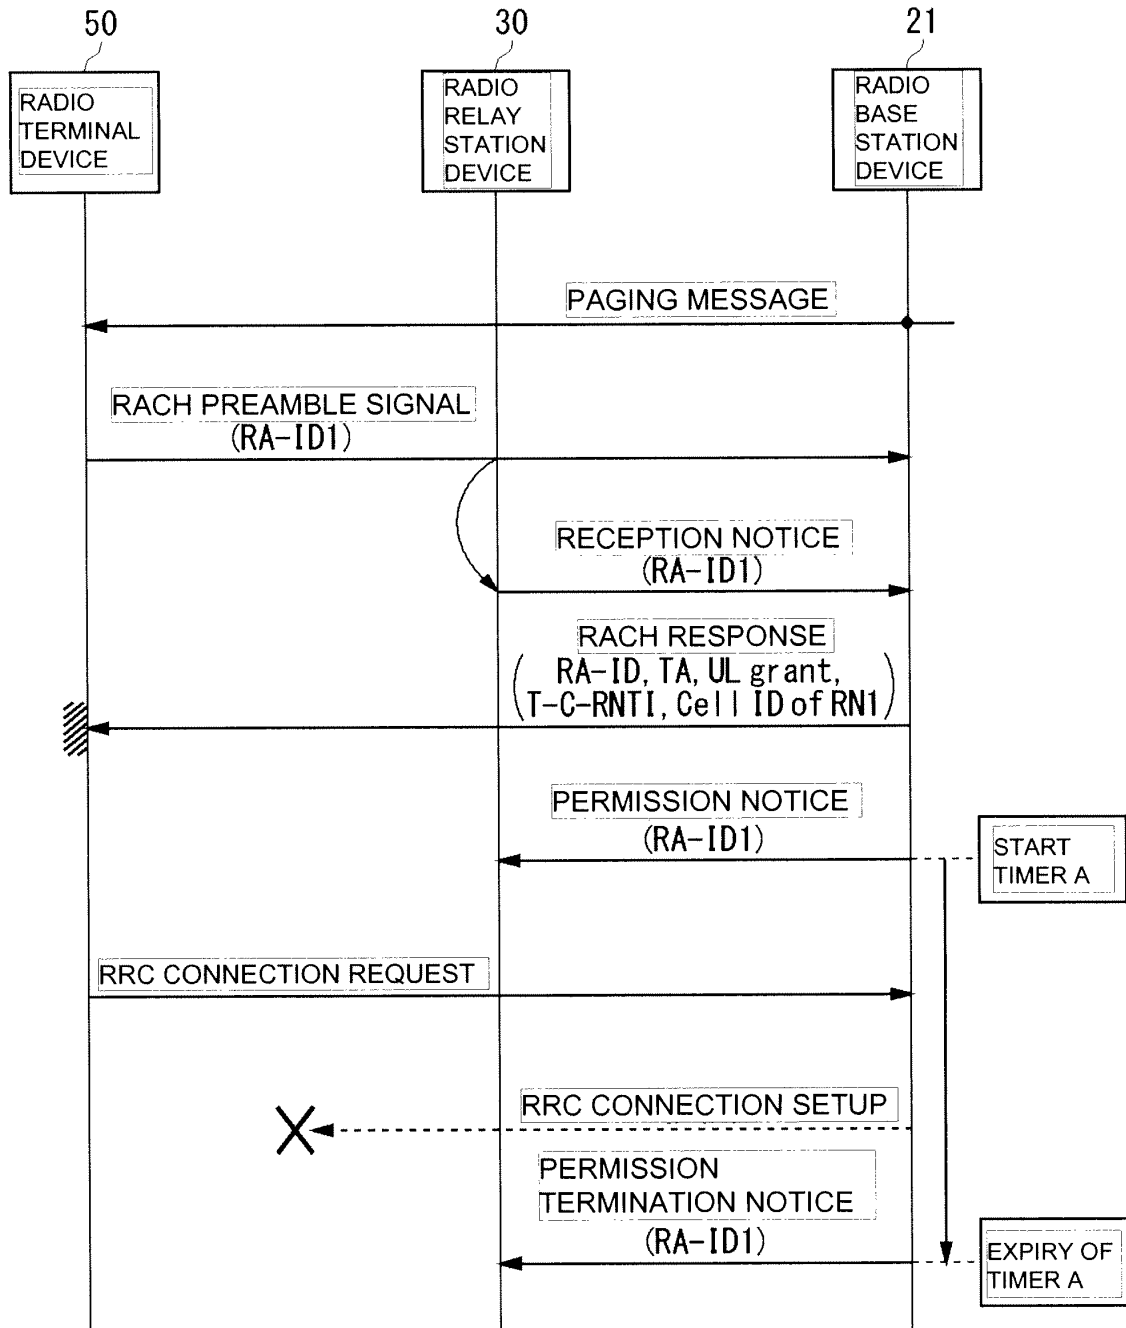 50
30
21
RADIO
TERMINAL
DEVICE
RADIO
RELAY
STATION
DEVICE
RADIO
BASE
STATION
DEVICE
PAGING MESSAGE
RACH PREAMBLE SIGNAL
(RA-ID1)
RECEPTION NOTICE
(RA-ID1)
RACH RESPONSE
(RA-ID, TA, UL grant,
T-C-RNTI, Cell ID of RN1)
PERMISSION NOTICE
(RA-ID1)
START
TIMER A
RRC CONNECTION REQUEST
RRC CONNECTION SETUP
PERMISSION
TERMINATION NOTICE
(RA-ID1)
EXPIRY OF
TIMER A